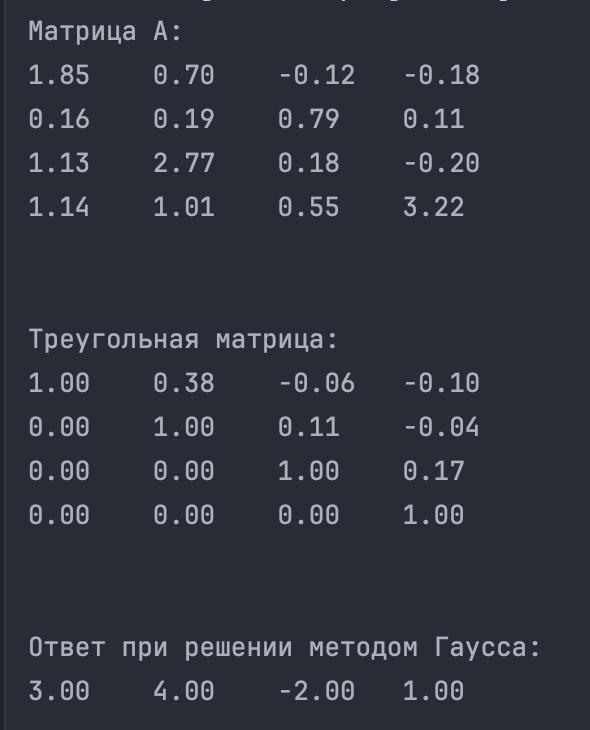 Матрица А:
1.85 0.70 -0.12 -0.18
0.16 0.19 0.79 0.11
1.13 2.77 0.18 -0.20
1.14 1.01 0.55 3.22
Треугольная матрица:
1.00 0.38 -0.06 -0.10
0.00 1.00 0.11 -0.04
0.00 0.00 1.00 0.17
0.00 0.00 0.00 1.00
Ответ при решении методом Гаусса:
3.00 4.00 -2.00 1.00